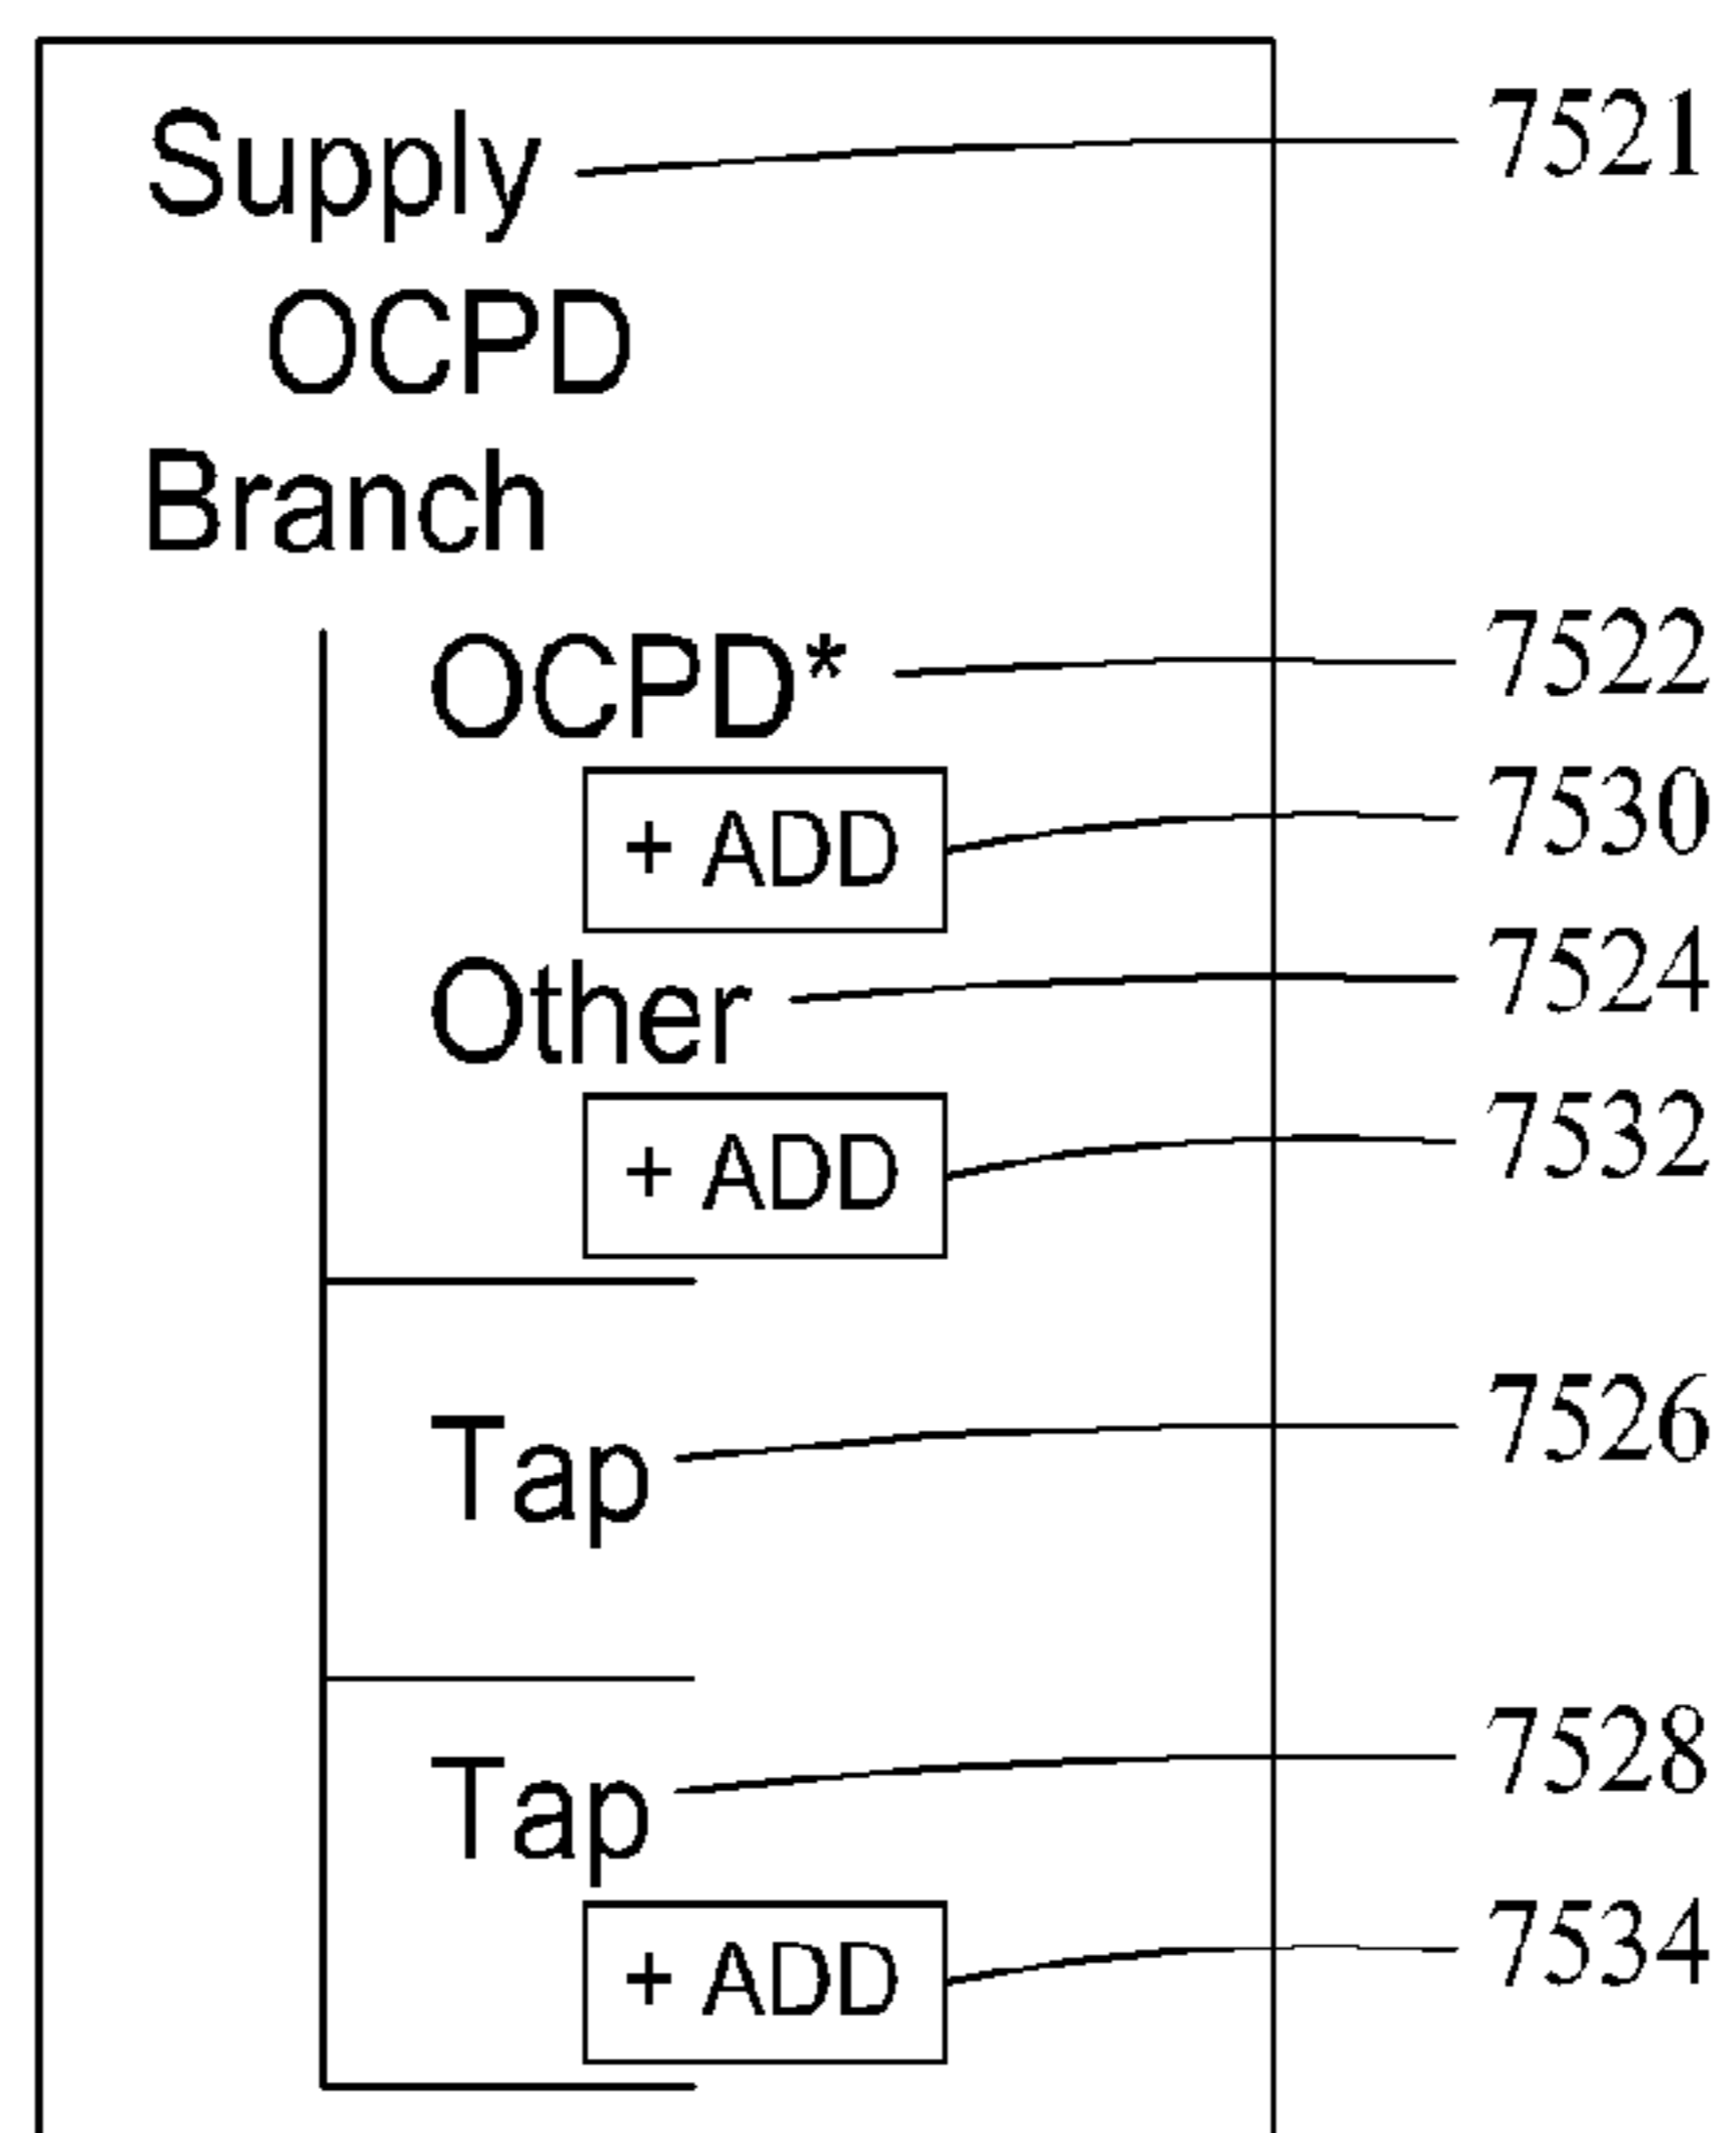 Supply 7521
OCPD
Branch
OCPD* 7522
+ ADD 7530
Other 7524
+ ADD 7532
Tap 7526
Tap 7528
+ ADD 7534